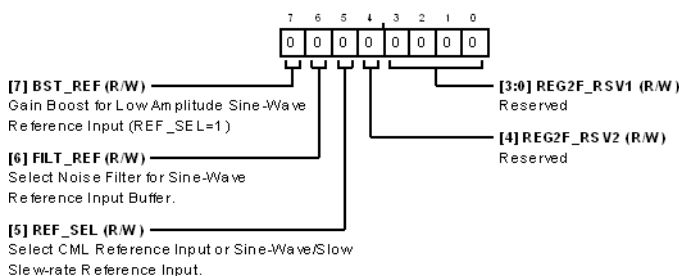 7 6 5 4 3 2 1 0
0 0 0 0 0 0 0 0
[7] BST_REF (R/W)
Gain Boost for Low Amplitude Sine-Wave
Reference Input (REF_SEL=1)
[6] FILT_REF (R/W)
Select Noise Filter for Sine-Wave
Reference Input Buffer.
[5] REF_SEL (R/W)
Select CML Reference Input or Sine-Wave/Slow
Slew-rate Reference Input.
[3:0] REG2F_RSV1 (R/W)
Reserved
[4] REG2F_RSV2 (R/W)
Reserved